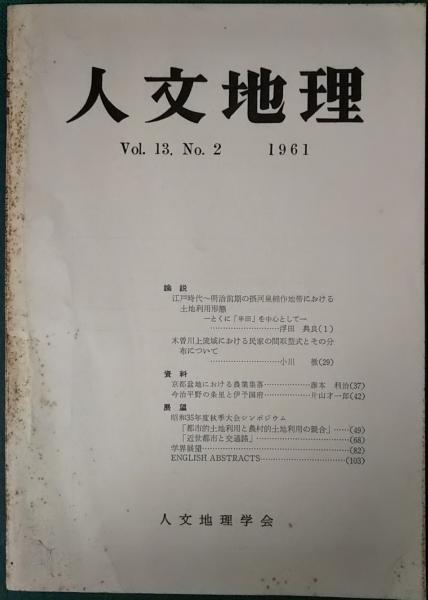 人文地理
Vol. 13, No. 2 1961
論説
江戸時代～明治前期の摂河泉綿作地帯における
土地利用形態
―とくに「半田」を中心として―
……………………浮田 典良(1)
木曽川上流域における民家の間取型式とその分
布について
……………………小川 徹(29)
資料
京都盆地における農業集落……………藤本 利治(37)
今治平野の条里と伊予国府……………片山才一郎(42)
展望
昭和35年度秋季大会シンポジウム
「都市的土地利用と農村的土地利用の競合」……(49)
「近世都市と交通路」……………………………(68)
学界展望……………………………………………(82)
ENGLISH ABSTRACTS……………………………(103)
人文地理学会